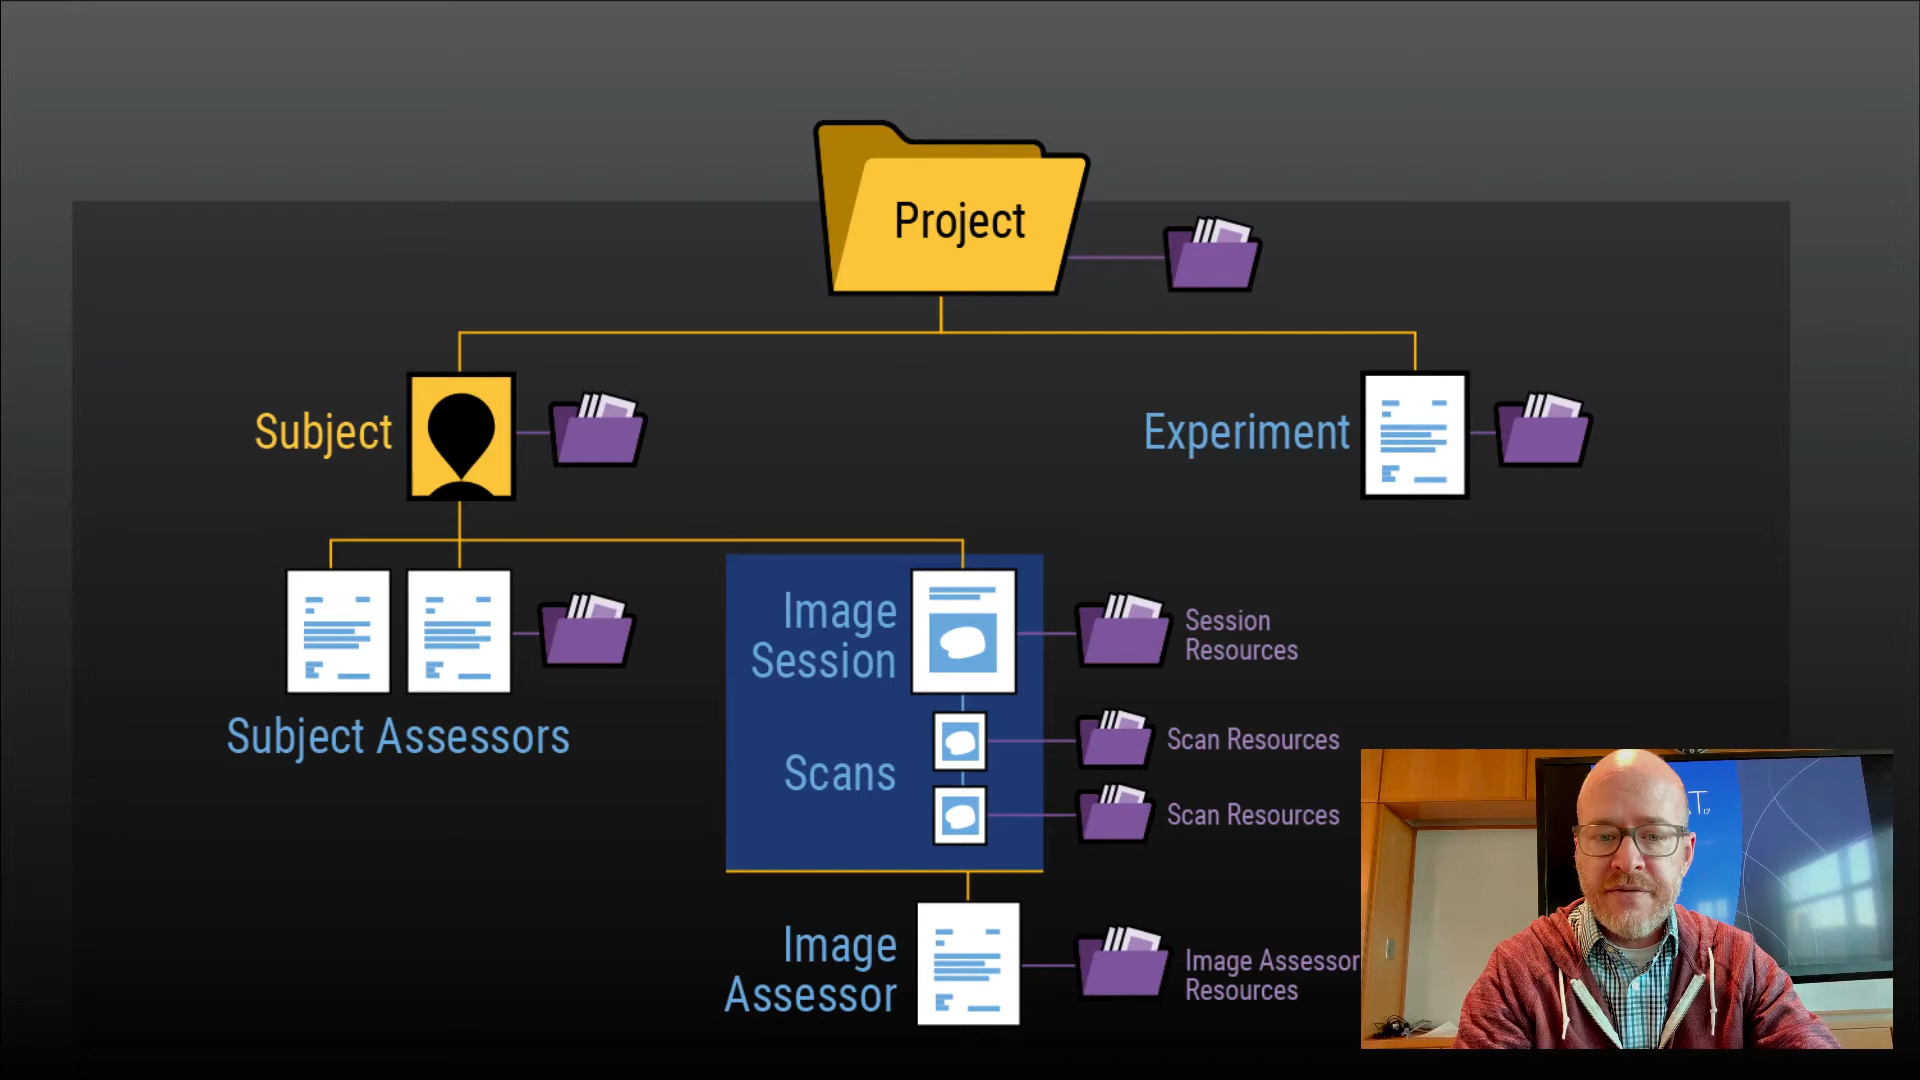 Project
Subject
Experiment
Image
Session
Session
Resources
Subject Assessors
Scans
Scan Resources
Scan Resources
Image
Assessor
Image Assessor
Resources